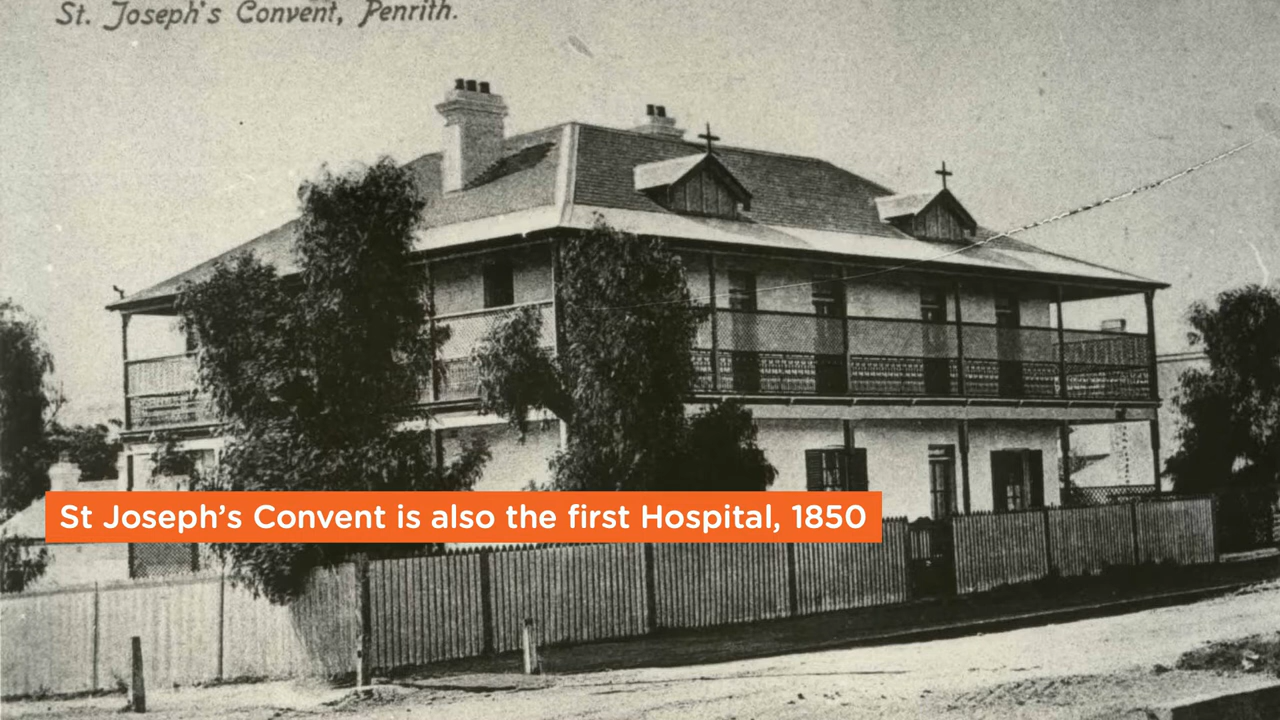 St. Joseph's Convent, Penrith.
St Joseph’s Convent is also the first Hospital, 1850